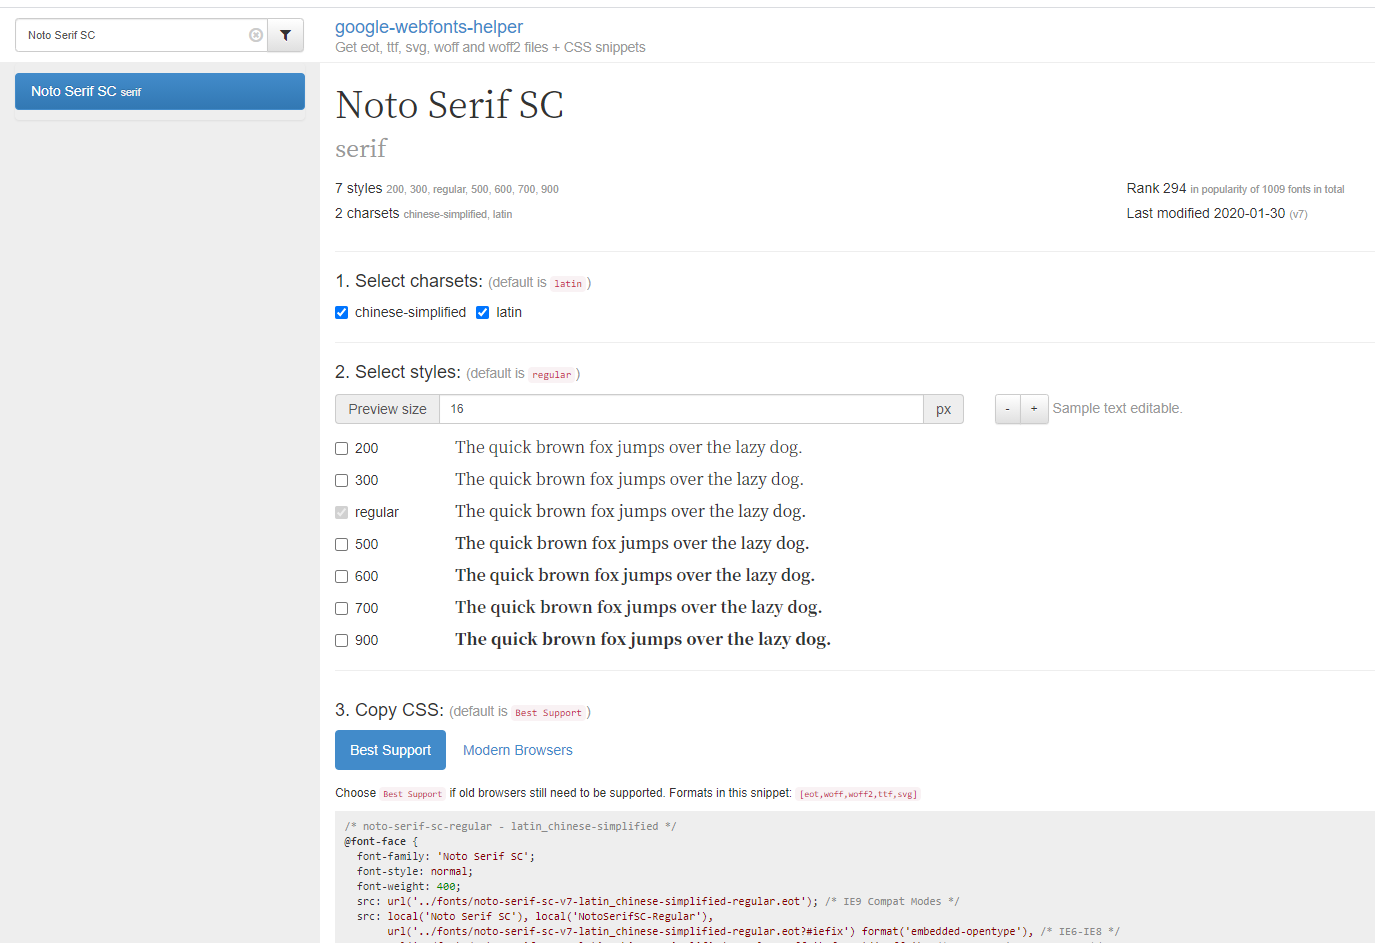 Noto Serif SC
google-webfonts-helper
Get eot, ttf, svg, woff and woff2 files + CSS snippets
Noto Serif SC serif
Noto Serif SC
serif
7 styles 200, 300, regular, 500, 600, 700, 900
Rank 294 in popularity of 1009 fonts in total
2 charsets chinese-simplified, latin
Last modified 2020-01-30 (v7)
1. Select charsets: (default is latin )
chinese-simplified latin
2. Select styles: (default is regular )
Preview size 16 px - + Sample text editable.
200 The quick brown fox jumps over the lazy dog.
300 The quick brown fox jumps over the lazy dog.
regular The quick brown fox jumps over the lazy dog.
500 The quick brown fox jumps over the lazy dog.
600 The quick brown fox jumps over the lazy dog.
700 The quick brown fox jumps over the lazy dog.
900 The quick brown fox jumps over the lazy dog.
3. Copy CSS: (default is Best Support )
Best Support Modern Browsers
Choose Best Support if old browsers still need to be supported. Formats in this snippet: [eot,woff,woff2,ttf,svg]
/* noto-serif-sc-regular - latin_chinese-simplified */
@font-face {
font-family: 'Noto Serif SC';
font-style: normal;
font-weight: 400;
src: url('../fonts/noto-serif-sc-v7-latin_chinese-simplified-regular.eot'); /* IE9 Compat Modes */
src: local('Noto Serif SC'), local('NotoSerifSC-Regular'),
url('../fonts/noto-serif-sc-v7-latin_chinese-simplified-regular.eot?#iefix') format('embedded-opentype'), /* IE6-IE8 */